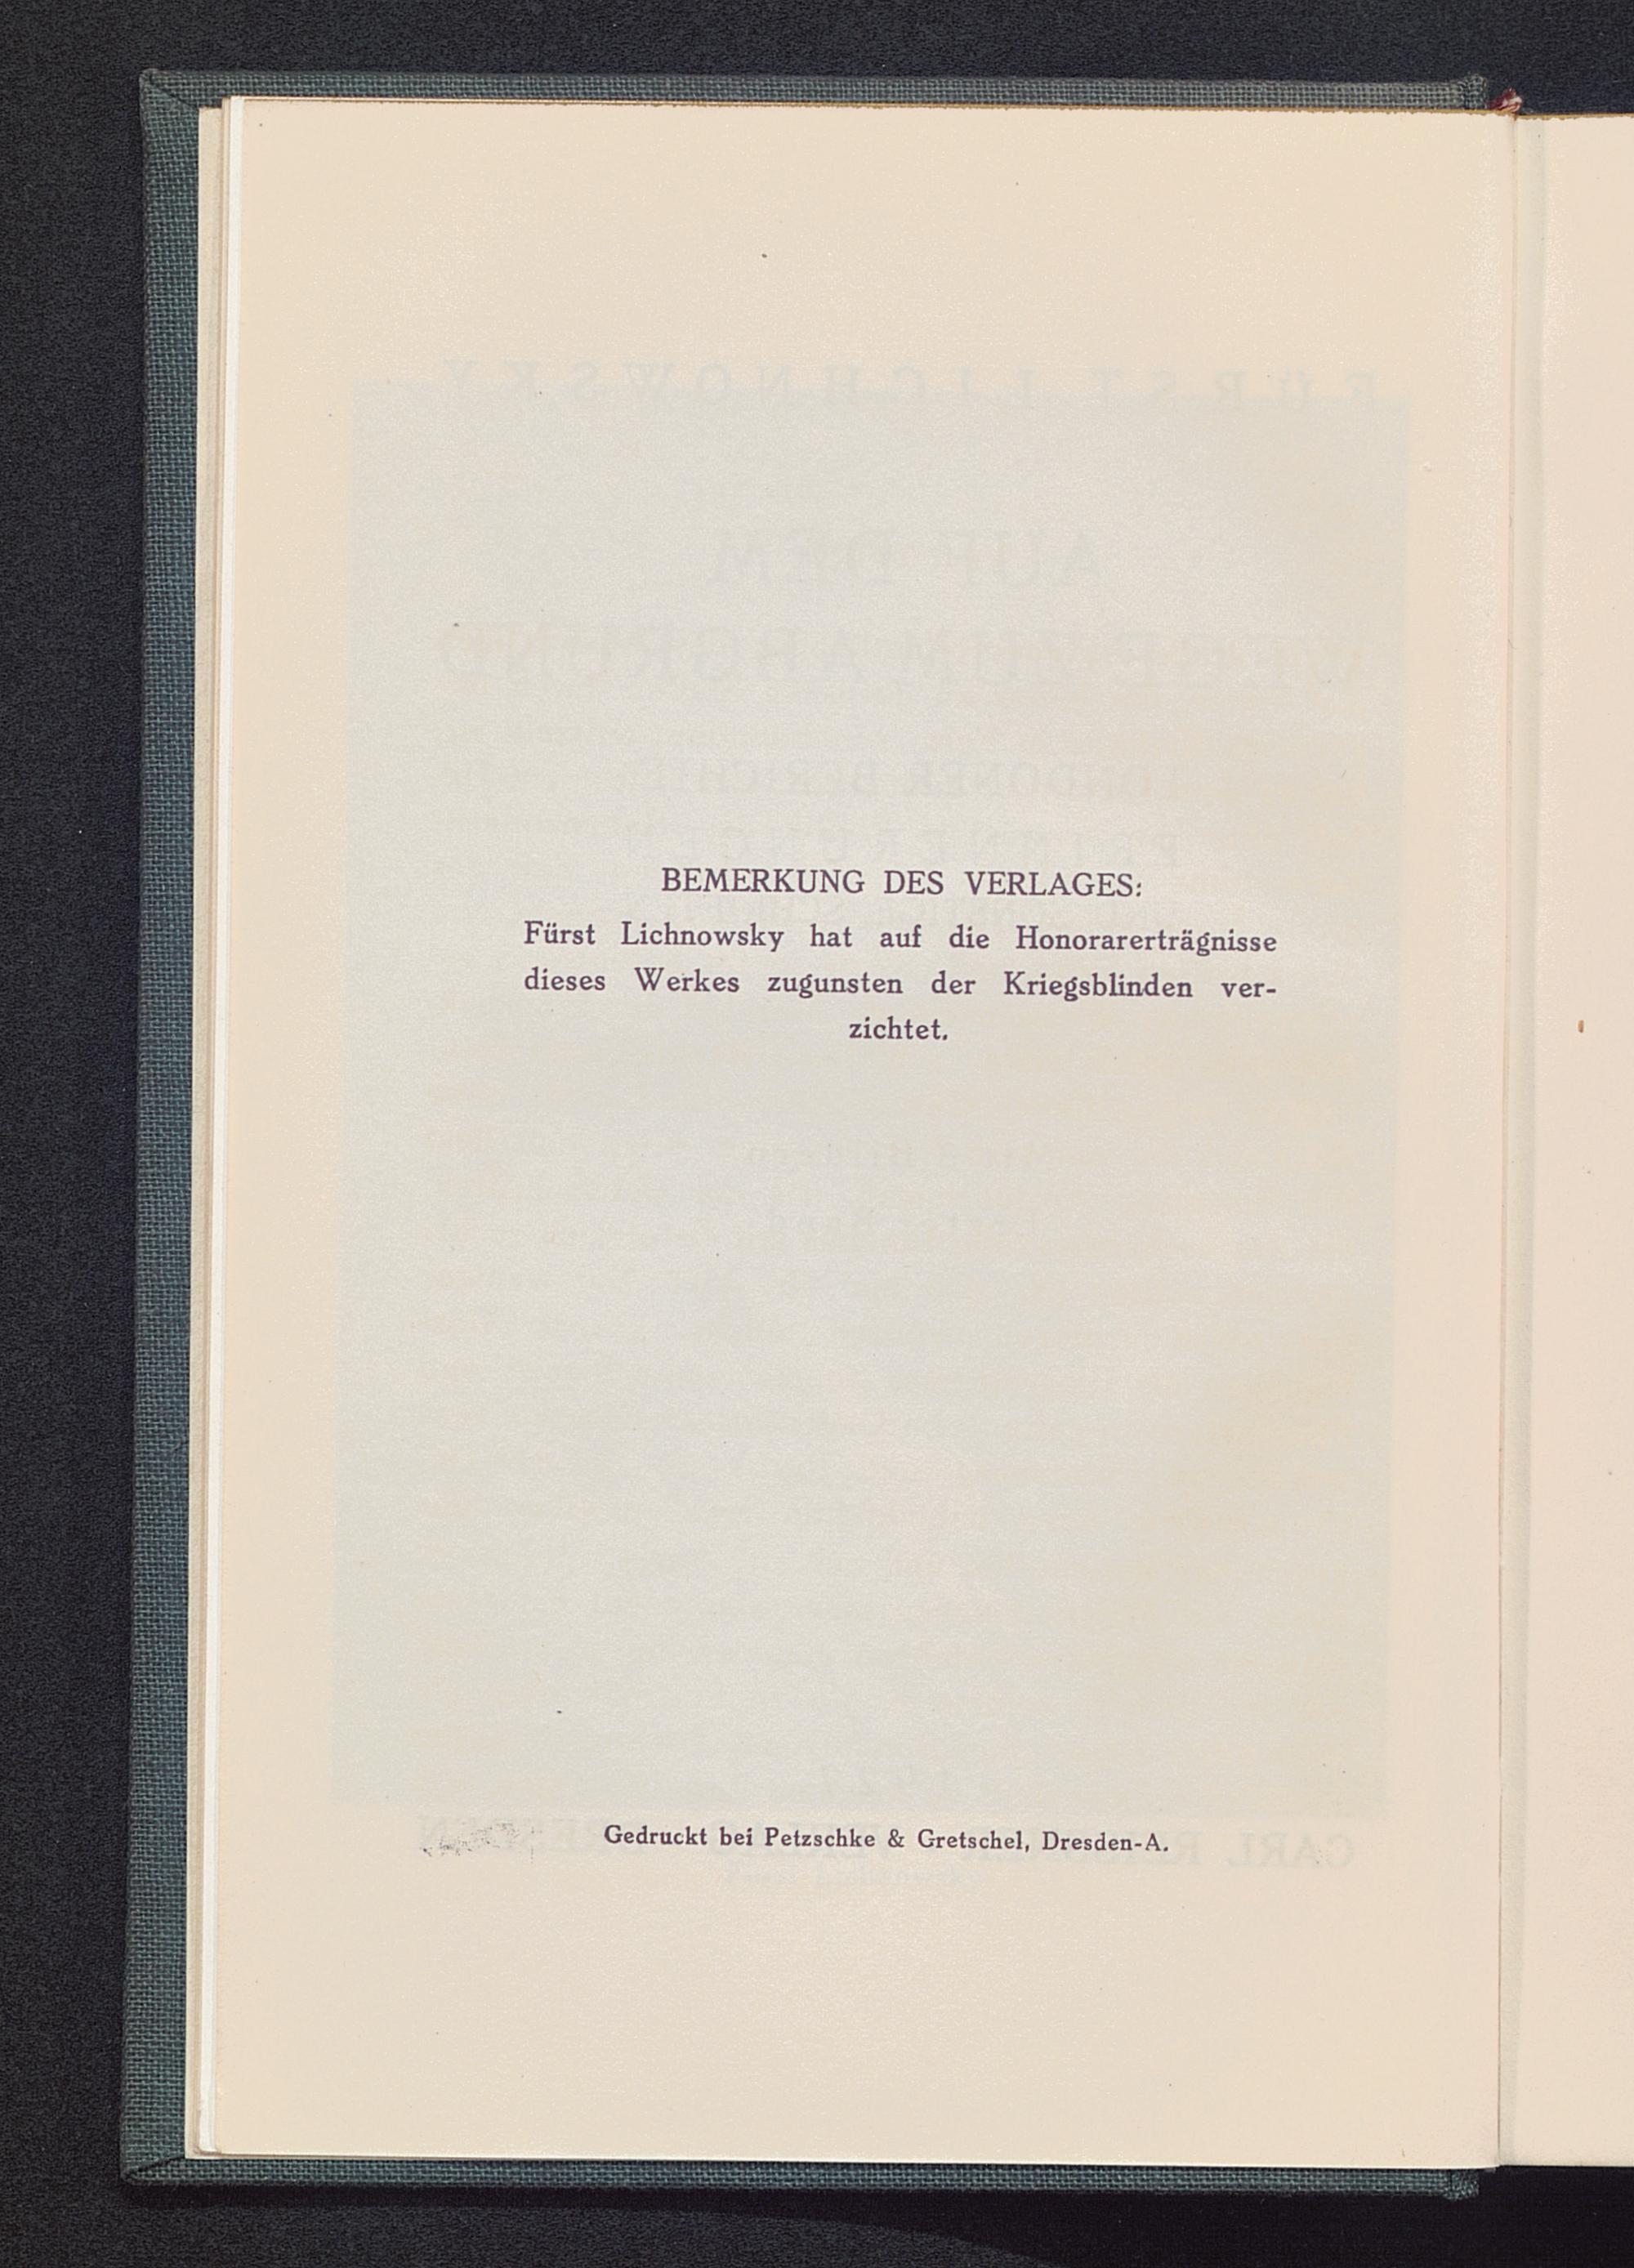 BEMERKUNG DES VERLAGES:
Fürst Lichnowsky hat auf die Honorarerträgnisse
dieses Werkes zugunsten der Kriegsblinden ver-
zichtet.
Gedruckt bei Petzschke & Gretschel, Dresden-A.